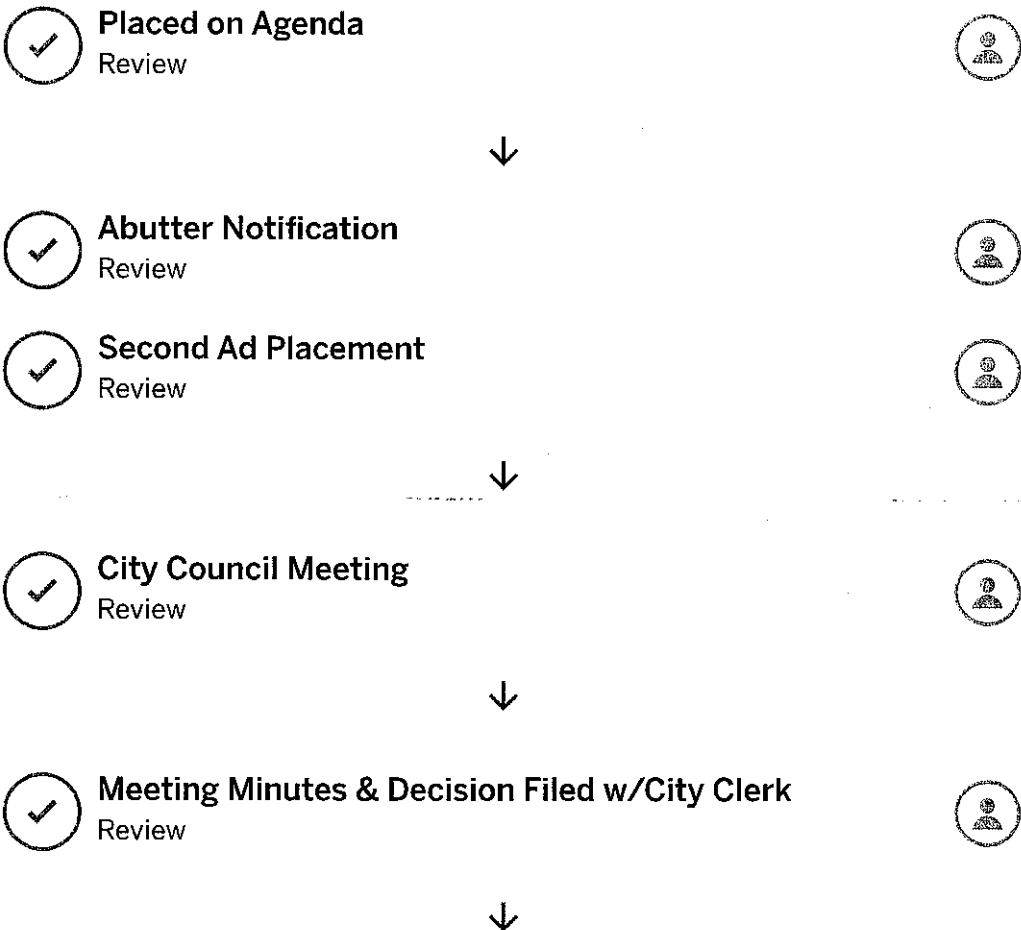 Placed on Agenda
Review
Abutter Notification
Review
Second Ad Placement
Review
City Council Meeting
Review
Meeting Minutes & Decision Filed w/City Clerk
Review